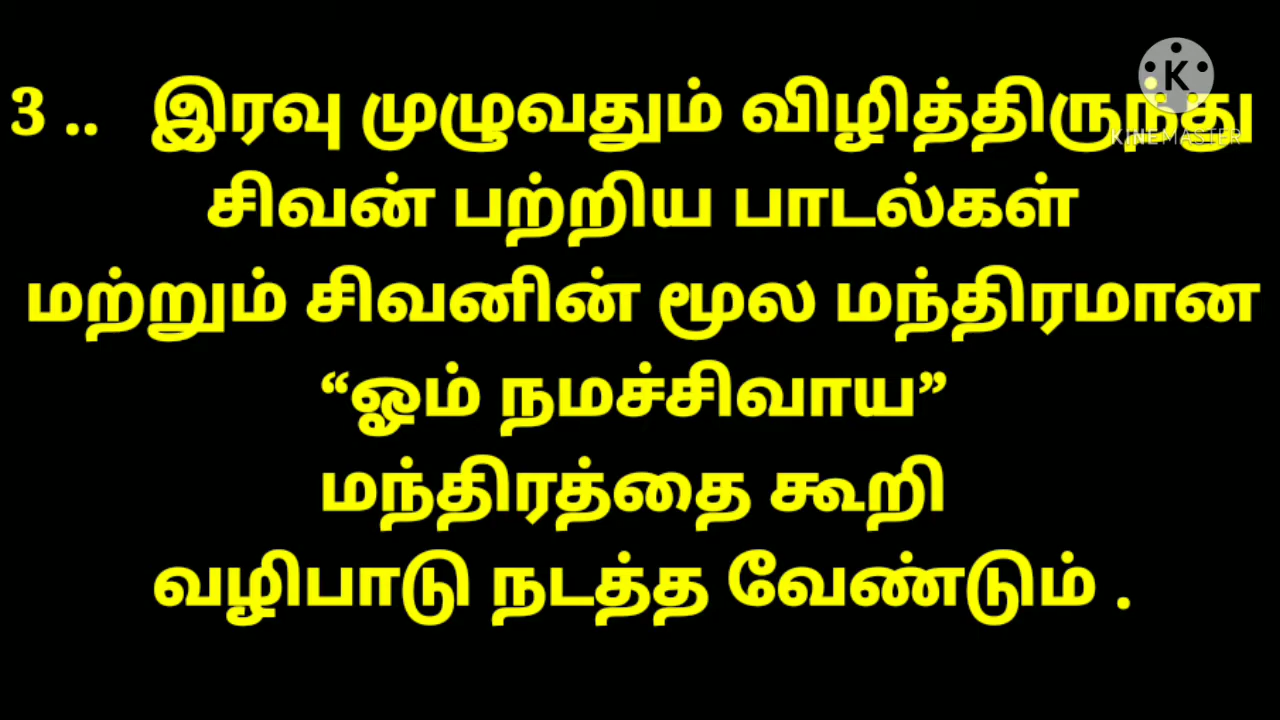 3 .. இரவு முழுவதும் விழித்திருந்து
சிவன் பற்றிய பாடல்கள்
மற்றும் சிவனின் மூல மந்திரமான
“ஓம் நமச்சிவாய”
மந்திரத்தை கூறி
வழிபாடு நடத்த வேண்டும் .
K
KINEMASTER